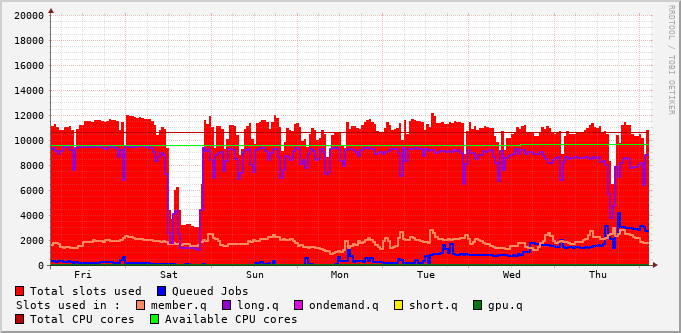 RRDTOOL / TOBI OETIKER
20000
18000
16000
14000
12000
10000
8000
6000
4000
2000
0
Fri Sat Sun Mon Tue Wed Thu
Total slots used Queued Jobs
Slots used in : member.q long.q ondemand.q short.q gpu.q
Total CPU cores Available CPU cores